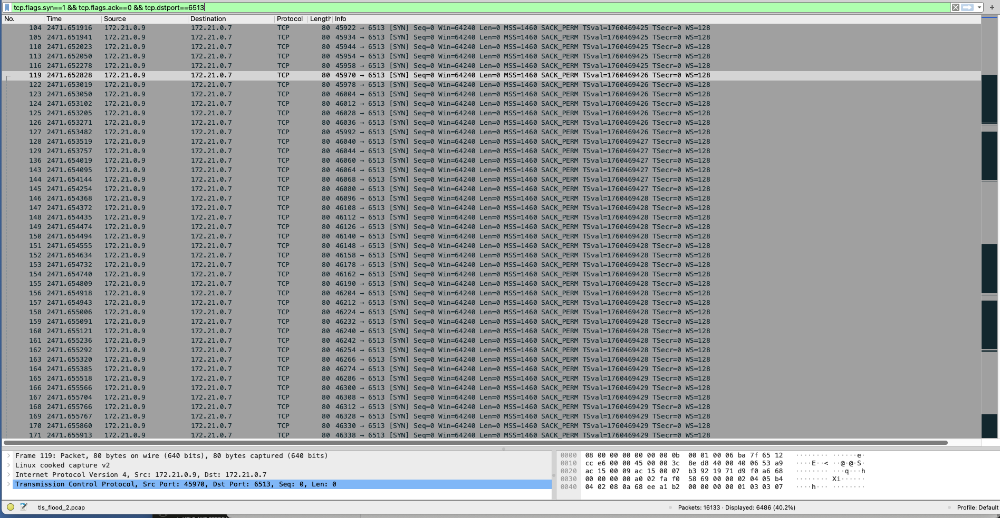 tcp.flags.syn==1 && tcp.flags.ack==0 && tcp.dstport==6513
No. Time Source Destination Protocol Length Info
104 2471.651916 172.21.0.9 172.21.0.7 TCP 80 45922 → 6513 [SYN] Seq=0 Win=64240 Len=0 MSS=1460 SACK_PERM TSval=1760469425 TSecr=0 WS=128
105 2471.651941 172.21.0.9 172.21.0.7 TCP 80 45934 → 6513 [SYN] Seq=0 Win=64240 Len=0 MSS=1460 SACK_PERM TSval=1760469425 TSecr=0 WS=128
110 2471.652023 172.21.0.9 172.21.0.7 TCP 80 45944 → 6513 [SYN] Seq=0 Win=64240 Len=0 MSS=1460 SACK_PERM TSval=1760469425 TSecr=0 WS=128
113 2471.652050 172.21.0.9 172.21.0.7 TCP 80 45954 → 6513 [SYN] Seq=0 Win=64240 Len=0 MSS=1460 SACK_PERM TSval=1760469425 TSecr=0 WS=128
116 2471.652278 172.21.0.9 172.21.0.7 TCP 80 45958 → 6513 [SYN] Seq=0 Win=64240 Len=0 MSS=1460 SACK_PERM TSval=1760469425 TSecr=0 WS=128
119 2471.652828 172.21.0.9 172.21.0.7 TCP 80 45970 → 6513 [SYN] Seq=0 Win=64240 Len=0 MSS=1460 SACK_PERM TSval=1760469426 TSecr=0 WS=128
122 2471.653019 172.21.0.9 172.21.0.7 TCP 80 45978 → 6513 [SYN] Seq=0 Win=64240 Len=0 MSS=1460 SACK_PERM TSval=1760469426 TSecr=0 WS=128
123 2471.653050 172.21.0.9 172.21.0.7 TCP 80 46004 → 6513 [SYN] Seq=0 Win=64240 Len=0 MSS=1460 SACK_PERM TSval=1760469426 TSecr=0 WS=128
124 2471.653102 172.21.0.9 172.21.0.7 TCP 80 46012 → 6513 [SYN] Seq=0 Win=64240 Len=0 MSS=1460 SACK_PERM TSval=1760469426 TSecr=0 WS=128
125 2471.653205 172.21.0.9 172.21.0.7 TCP 80 46028 → 6513 [SYN] Seq=0 Win=64240 Len=0 MSS=1460 SACK_PERM TSval=1760469426 TSecr=0 WS=128
126 2471.653271 172.21.0.9 172.21.0.7 TCP 80 46036 → 6513 [SYN] Seq=0 Win=64240 Len=0 MSS=1460 SACK_PERM TSval=1760469426 TSecr=0 WS=128
127 2471.653482 172.21.0.9 172.21.0.7 TCP 80 45992 → 6513 [SYN] Seq=0 Win=64240 Len=0 MSS=1460 SACK_PERM TSval=1760469426 TSecr=0 WS=128
128 2471.653519 172.21.0.9 172.21.0.7 TCP 80 46040 → 6513 [SYN] Seq=0 Win=64240 Len=0 MSS=1460 SACK_PERM TSval=1760469427 TSecr=0 WS=128
129 2471.653757 172.21.0.9 172.21.0.7 TCP 80 46044 → 6513 [SYN] Seq=0 Win=64240 Len=0 MSS=1460 SACK_PERM TSval=1760469427 TSecr=0 WS=128
136 2471.654019 172.21.0.9 172.21.0.7 TCP 80 46060 → 6513 [SYN] Seq=0 Win=64240 Len=0 MSS=1460 SACK_PERM TSval=1760469427 TSecr=0 WS=128
143 2471.654095 172.21.0.9 172.21.0.7 TCP 80 46064 → 6513 [SYN] Seq=0 Win=64240 Len=0 MSS=1460 SACK_PERM TSval=1760469427 TSecr=0 WS=128
144 2471.654144 172.21.0.9 172.21.0.7 TCP 80 46068 → 6513 [SYN] Seq=0 Win=64240 Len=0 MSS=1460 SACK_PERM TSval=1760469427 TSecr=0 WS=128
145 2471.654254 172.21.0.9 172.21.0.7 TCP 80 46080 → 6513 [SYN] Seq=0 Win=64240 Len=0 MSS=1460 SACK_PERM TSval=1760469427 TSecr=0 WS=128
146 2471.654368 172.21.0.9 172.21.0.7 TCP 80 46096 → 6513 [SYN] Seq=0 Win=64240 Len=0 MSS=1460 SACK_PERM TSval=1760469428 TSecr=0 WS=128
147 2471.654372 172.21.0.9 172.21.0.7 TCP 80 46108 → 6513 [SYN] Seq=0 Win=64240 Len=0 MSS=1460 SACK_PERM TSval=1760469428 TSecr=0 WS=128
148 2471.654435 172.21.0.9 172.21.0.7 TCP 80 46112 → 6513 [SYN] Seq=0 Win=64240 Len=0 MSS=1460 SACK_PERM TSval=1760469428 TSecr=0 WS=128
149 2471.654474 172.21.0.9 172.21.0.7 TCP 80 46126 → 6513 [SYN] Seq=0 Win=64240 Len=0 MSS=1460 SACK_PERM TSval=1760469428 TSecr=0 WS=128
150 2471.654494 172.21.0.9 172.21.0.7 TCP 80 46140 → 6513 [SYN] Seq=0 Win=64240 Len=0 MSS=1460 SACK_PERM TSval=1760469428 TSecr=0 WS=128
151 2471.654555 172.21.0.9 172.21.0.7 TCP 80 46148 → 6513 [SYN] Seq=0 Win=64240 Len=0 MSS=1460 SACK_PERM TSval=1760469428 TSecr=0 WS=128
152 2471.654634 172.21.0.9 172.21.0.7 TCP 80 46158 → 6513 [SYN] Seq=0 Win=64240 Len=0 MSS=1460 SACK_PERM TSval=1760469428 TSecr=0 WS=128
153 2471.654732 172.21.0.9 172.21.0.7 TCP 80 46178 → 6513 [SYN] Seq=0 Win=64240 Len=0 MSS=1460 SACK_PERM TSval=1760469428 TSecr=0 WS=128
154 2471.654740 172.21.0.9 172.21.0.7 TCP 80 46162 → 6513 [SYN] Seq=0 Win=64240 Len=0 MSS=1460 SACK_PERM TSval=1760469428 TSecr=0 WS=128
155 2471.654809 172.21.0.9 172.21.0.7 TCP 80 46190 → 6513 [SYN] Seq=0 Win=64240 Len=0 MSS=1460 SACK_PERM TSval=1760469428 TSecr=0 WS=128
156 2471.654918 172.21.0.9 172.21.0.7 TCP 80 46204 → 6513 [SYN] Seq=0 Win=64240 Len=0 MSS=1460 SACK_PERM TSval=1760469428 TSecr=0 WS=128
157 2471.654943 172.21.0.9 172.21.0.7 TCP 80 46212 → 6513 [SYN] Seq=0 Win=64240 Len=0 MSS=1460 SACK_PERM TSval=1760469428 TSecr=0 WS=128
158 2471.655006 172.21.0.9 172.21.0.7 TCP 80 46224 → 6513 [SYN] Seq=0 Win=64240 Len=0 MSS=1460 SACK_PERM TSval=1760469428 TSecr=0 WS=128
159 2471.655091 172.21.0.9 172.21.0.7 TCP 80 46232 → 6513 [SYN] Seq=0 Win=64240 Len=0 MSS=1460 SACK_PERM TSval=1760469428 TSecr=0 WS=128
160 2471.655121 172.21.0.9 172.21.0.7 TCP 80 46240 → 6513 [SYN] Seq=0 Win=64240 Len=0 MSS=1460 SACK_PERM TSval=1760469428 TSecr=0 WS=128
161 2471.655236 172.21.0.9 172.21.0.7 TCP 80 46242 → 6513 [SYN] Seq=0 Win=64240 Len=0 MSS=1460 SACK_PERM TSval=1760469428 TSecr=0 WS=128
162 2471.655292 172.21.0.9 172.21.0.7 TCP 80 46254 → 6513 [SYN] Seq=0 Win=64240 Len=0 MSS=1460 SACK_PERM TSval=1760469428 TSecr=0 WS=128
163 2471.655320 172.21.0.9 172.21.0.7 TCP 80 46266 → 6513 [SYN] Seq=0 Win=64240 Len=0 MSS=1460 SACK_PERM TSval=1760469428 TSecr=0 WS=128
164 2471.655385 172.21.0.9 172.21.0.7 TCP 80 46274 → 6513 [SYN] Seq=0 Win=64240 Len=0 MSS=1460 SACK_PERM TSval=1760469429 TSecr=0 WS=128
165 2471.655518 172.21.0.9 172.21.0.7 TCP 80 46286 → 6513 [SYN] Seq=0 Win=64240 Len=0 MSS=1460 SACK_PERM TSval=1760469429 TSecr=0 WS=128
166 2471.655566 172.21.0.9 172.21.0.7 TCP 80 46300 → 6513 [SYN] Seq=0 Win=64240 Len=0 MSS=1460 SACK_PERM TSval=1760469429 TSecr=0 WS=128
167 2471.655704 172.21.0.9 172.21.0.7 TCP 80 46308 → 6513 [SYN] Seq=0 Win=64240 Len=0 MSS=1460 SACK_PERM TSval=1760469429 TSecr=0 WS=128
168 2471.655766 172.21.0.9 172.21.0.7 TCP 80 46312 → 6513 [SYN] Seq=0 Win=64240 Len=0 MSS=1460 SACK_PERM TSval=1760469429 TSecr=0 WS=128
169 2471.655767 172.21.0.9 172.21.0.7 TCP 80 46328 → 6513 [SYN] Seq=0 Win=64240 Len=0 MSS=1460 SACK_PERM TSval=1760469429 TSecr=0 WS=128
170 2471.655860 172.21.0.9 172.21.0.7 TCP 80 46330 → 6513 [SYN] Seq=0 Win=64240 Len=0 MSS=1460 SACK_PERM TSval=1760469429 TSecr=0 WS=128
171 2471.655913 172.21.0.9 172.21.0.7 TCP 80 46338 → 6513 [SYN] Seq=0 Win=64240 Len=0 MSS=1460 SACK_PERM TSval=1760469429 TSecr=0 WS=128
Frame 119: Packet, 80 bytes on wire (640 bits), 80 bytes captured (640 bits)
Linux cooked capture v2
Internet Protocol Version 4, Src: 172.21.0.9, Dst: 172.21.0.7
Transmission Control Protocol, Src Port: 45970, Dst Port: 6513, Seq: 0, Len: 0
0000 08 00 00 00 00 00 00 0b 00 01 00 06 ba 7f 65 12 ········ ······e·
0010 cc e6 00 00 45 00 00 3c 8e d8 40 00 40 06 53 a9 ····E··< ··@·@·S·
0020 ac 15 00 09 ac 15 00 07 b3 92 19 71 d9 f0 a6 68 ········ ···q···h
0030 00 00 00 00 a0 02 fa f0 58 69 00 00 02 04 05 b4 ········ Xi······
0040 04 02 08 0a 68 ee a1 b2 00 00 00 00 01 03 03 07 ····h··· ········
tls_flood_2.pcap
Packets: 16133 · Displayed: 6486 (40.2%)
Profile: Default